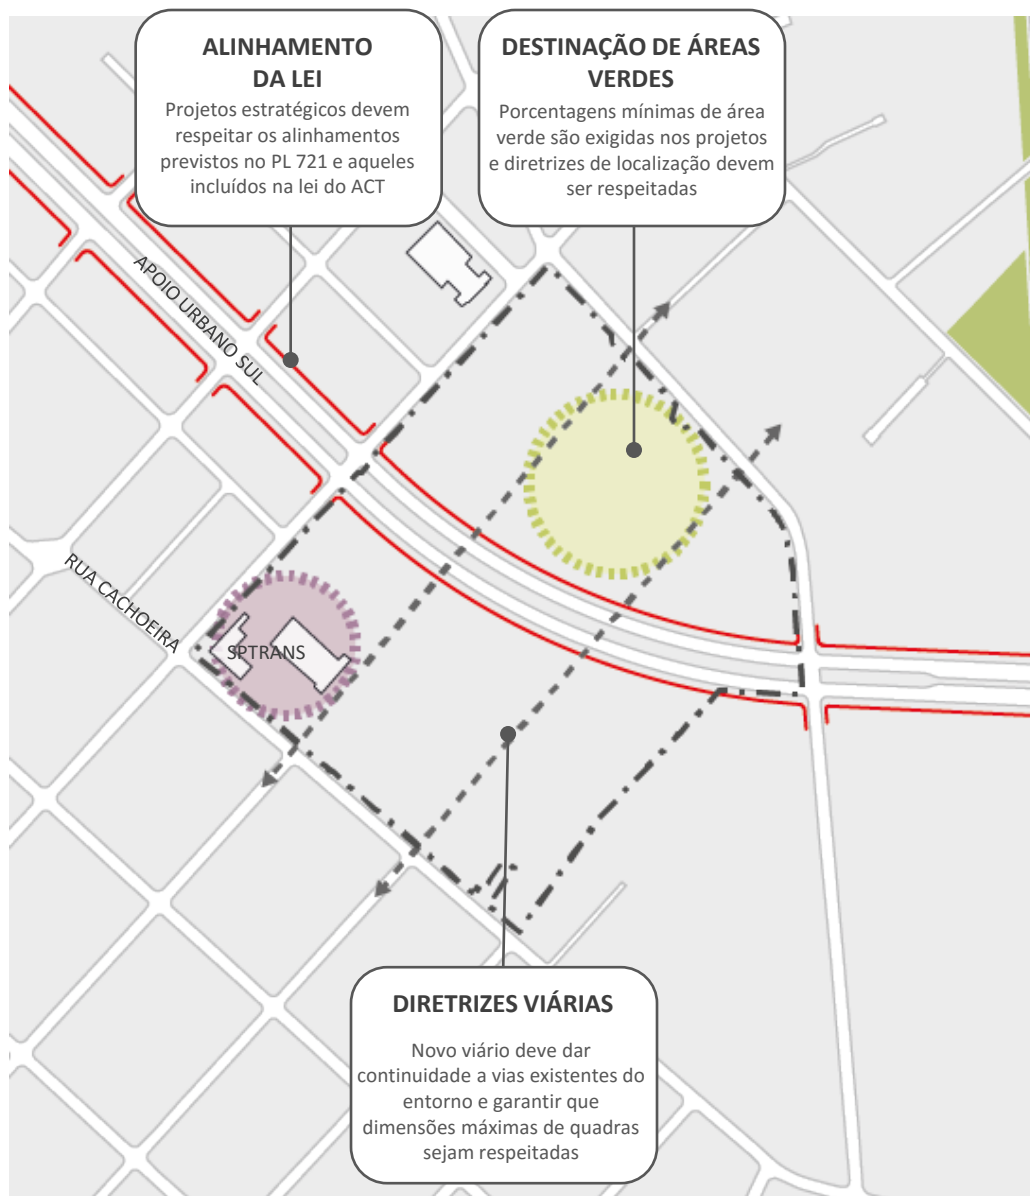 ALINHAMENTO
DA LEI
Projetos estratégicos devem
respeitar os alinhamentos
previstos no PL 721 e aqueles
incluídos na lei do ACT
DESTINAÇÃO DE ÁREAS
VERDES
Porcentagens mínimas de área
verde são exigidas nos projetos
e diretrizes de localização devem
ser respeitadas
APOIO URBANO SUL
RUA CACHOEIRA
SPTRANS
DIRETRIZES VIÁRIAS
Novo viário deve dar
continuidade a vias existentes do
entorno e garantir que
dimensões máximas de quadras
sejam respeitadas